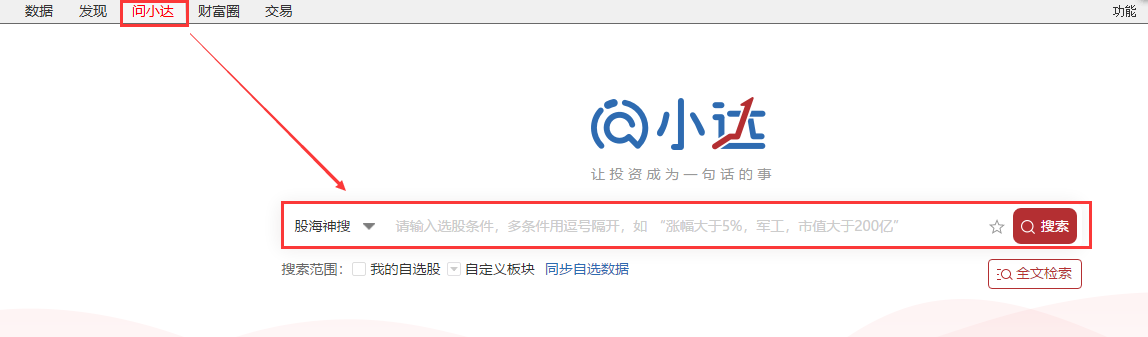 数据 发现 问小达 财富圈 交易 功能
问小达
让投资成为一句话的事
股海神搜 请输入选股条件，多条件用逗号隔开，如 “涨幅大于5%，军工，市值大于200亿” 搜索
搜索范围： 我的自选股 自定义板块 同步自选数据 全文检索